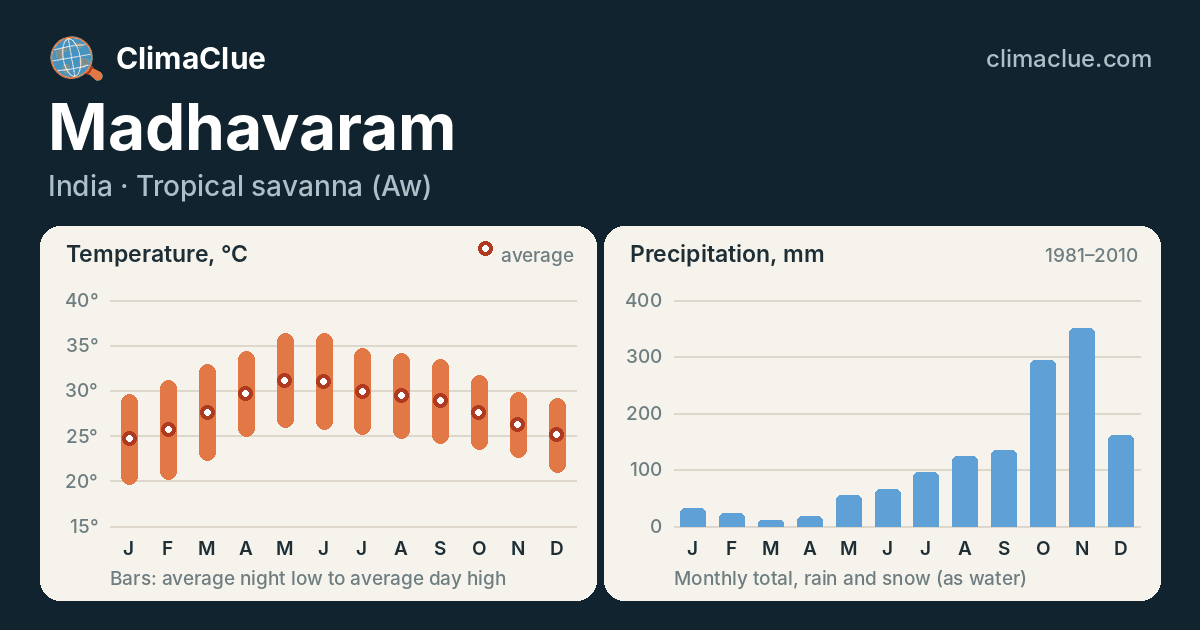 ClimaClue
climaclue.com
Madhavaram
India · Tropical savanna (Aw)
Temperature, °C
average
40°
35°
30°
25°
20°
15°
J F M A M J J A S O N D
Bars: average night low to average day high
Precipitation, mm
1981–2010
400
300
200
100
0
J F M A M J J A S O N D
Monthly total, rain and snow (as water)